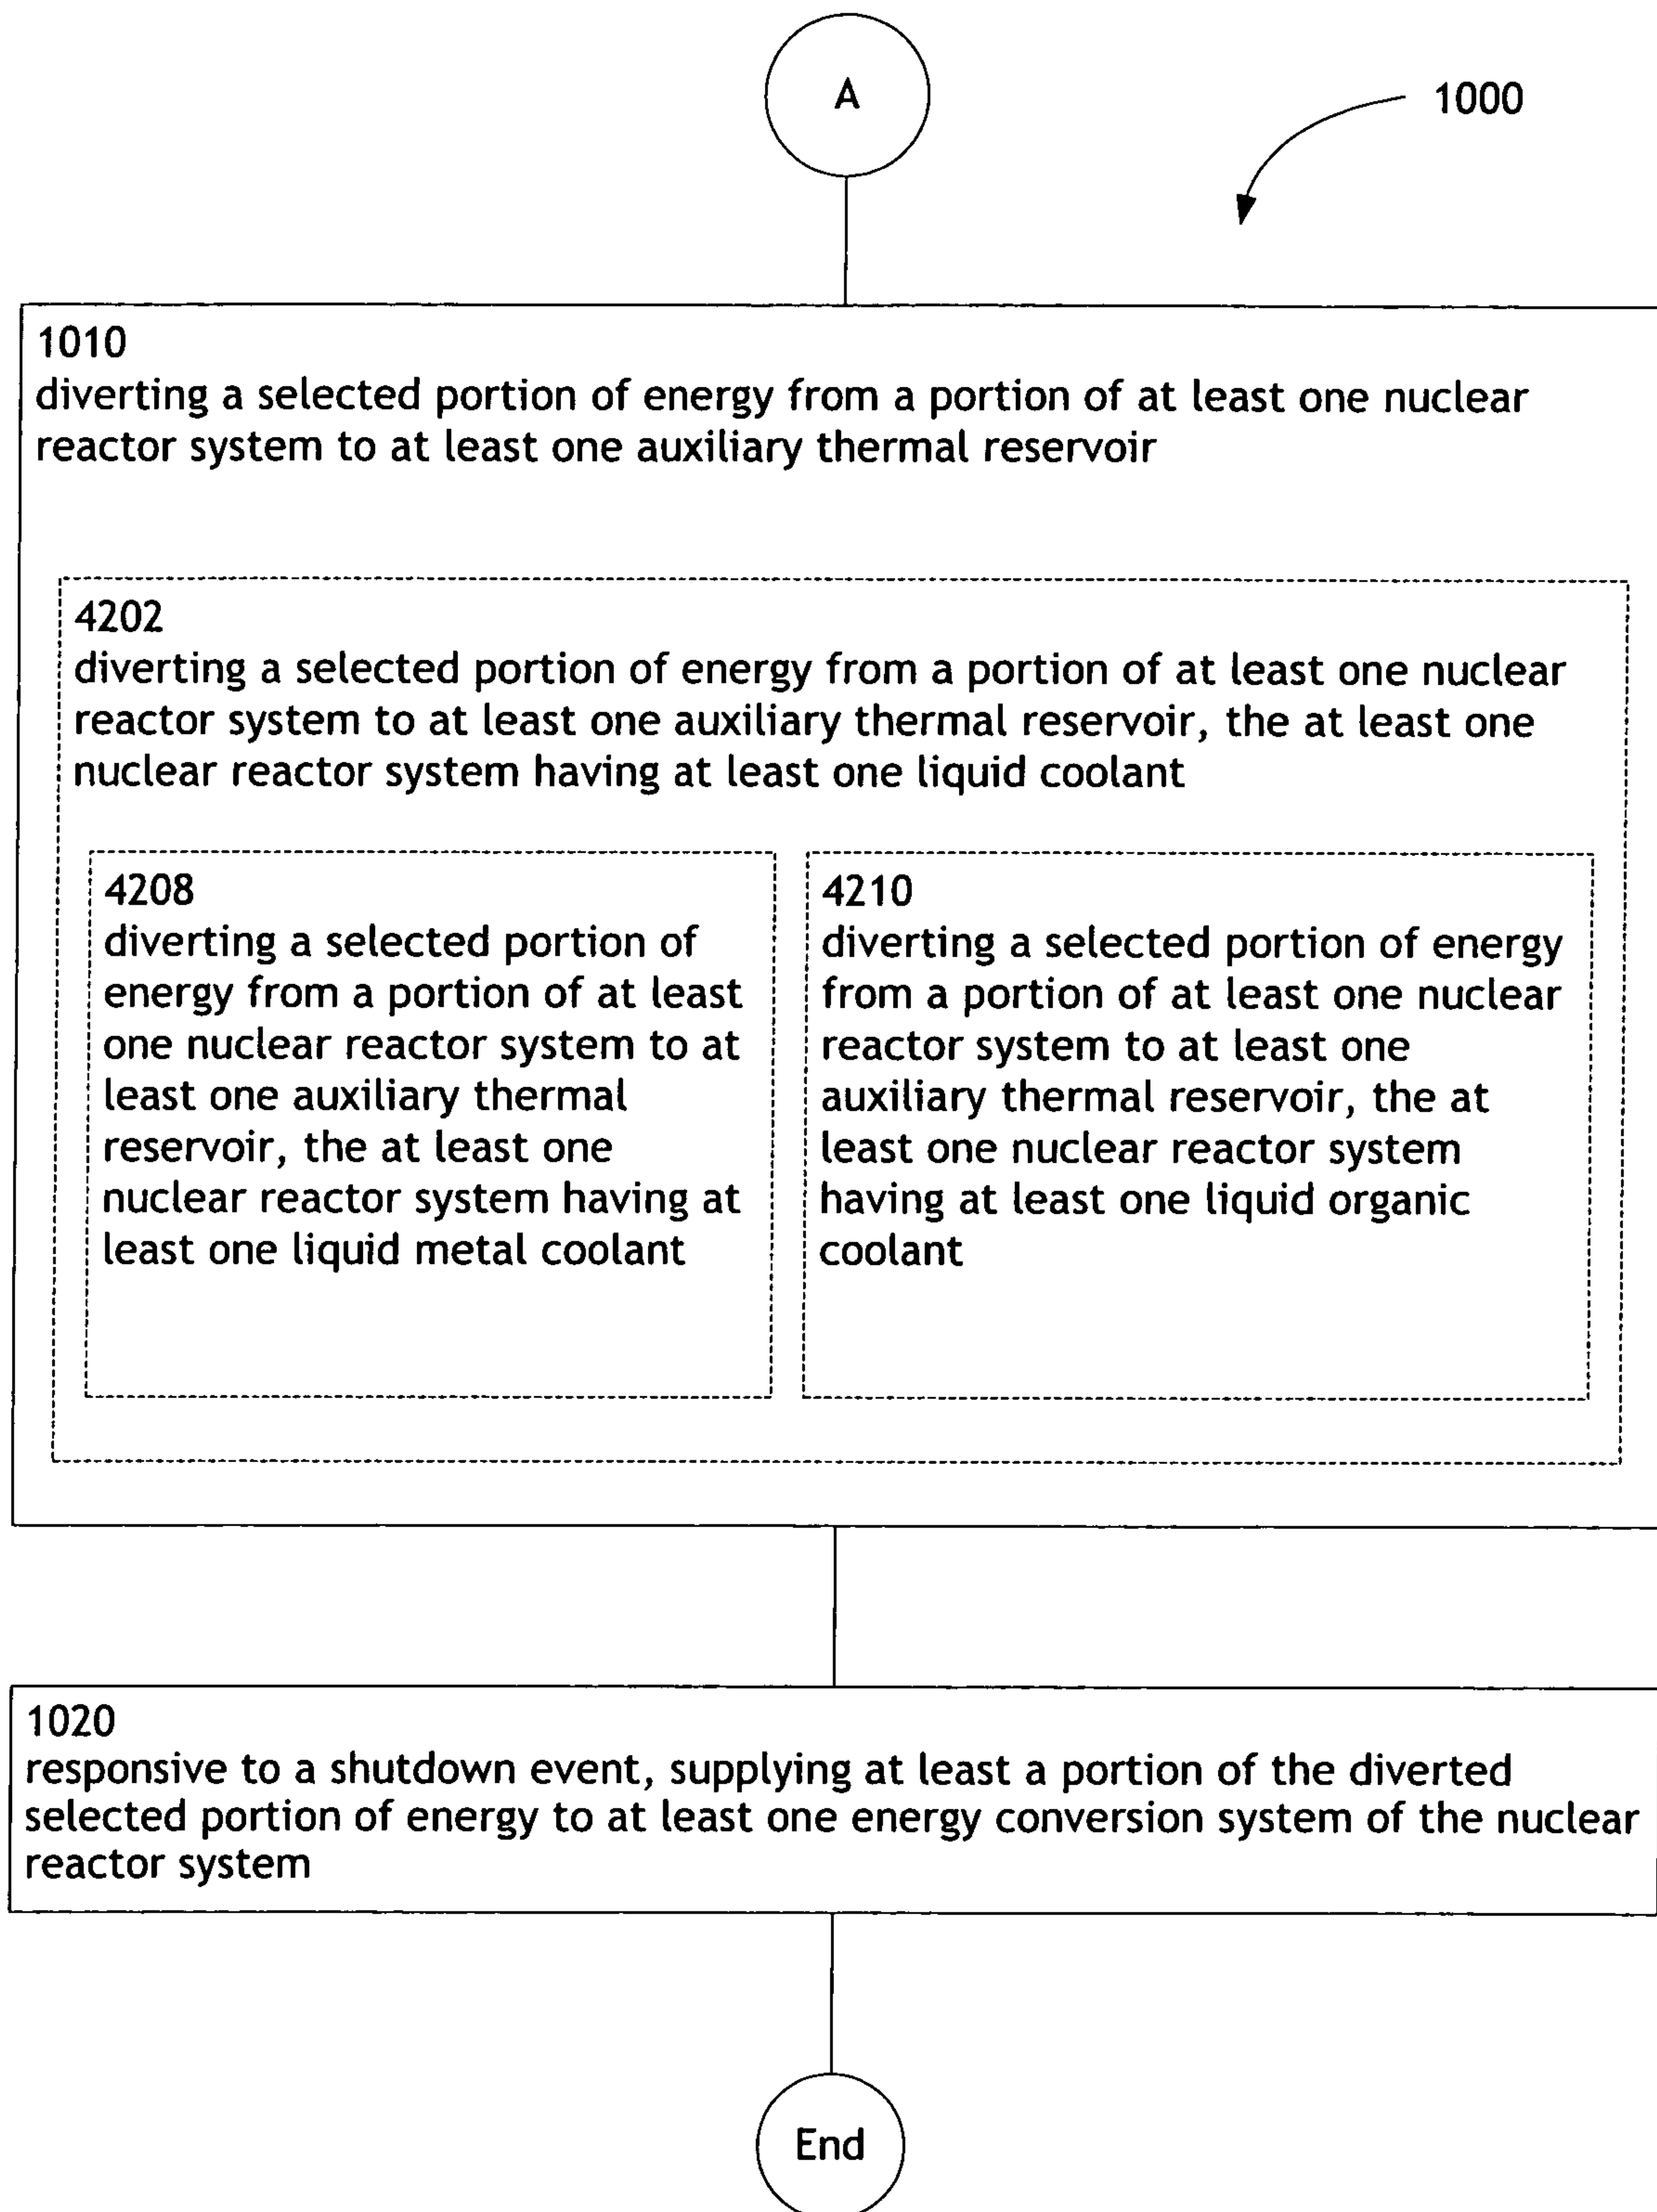 A
1000
1010
diverting a selected portion of energy from a portion of at least one nuclear
reactor system to at least one auxiliary thermal reservoir
4202
diverting a selected portion of energy from a portion of at least one nuclear
reactor system to at least one auxiliary thermal reservoir, the at least one
nuclear reactor system having at least one liquid coolant
4208
diverting a selected portion of
energy from a portion of at least
one nuclear reactor system to at
least one auxiliary thermal
reservoir, the at least one
nuclear reactor system having at
least one liquid metal coolant
4210
diverting a selected portion of energy
from a portion of at least one nuclear
reactor system to at least one
auxiliary thermal reservoir, the at
least one nuclear reactor system
having at least one liquid organic
coolant
1020
responsive to a shutdown event, supplying at least a portion of the diverted
selected portion of energy to at least one energy conversion system of the nuclear
reactor system
End